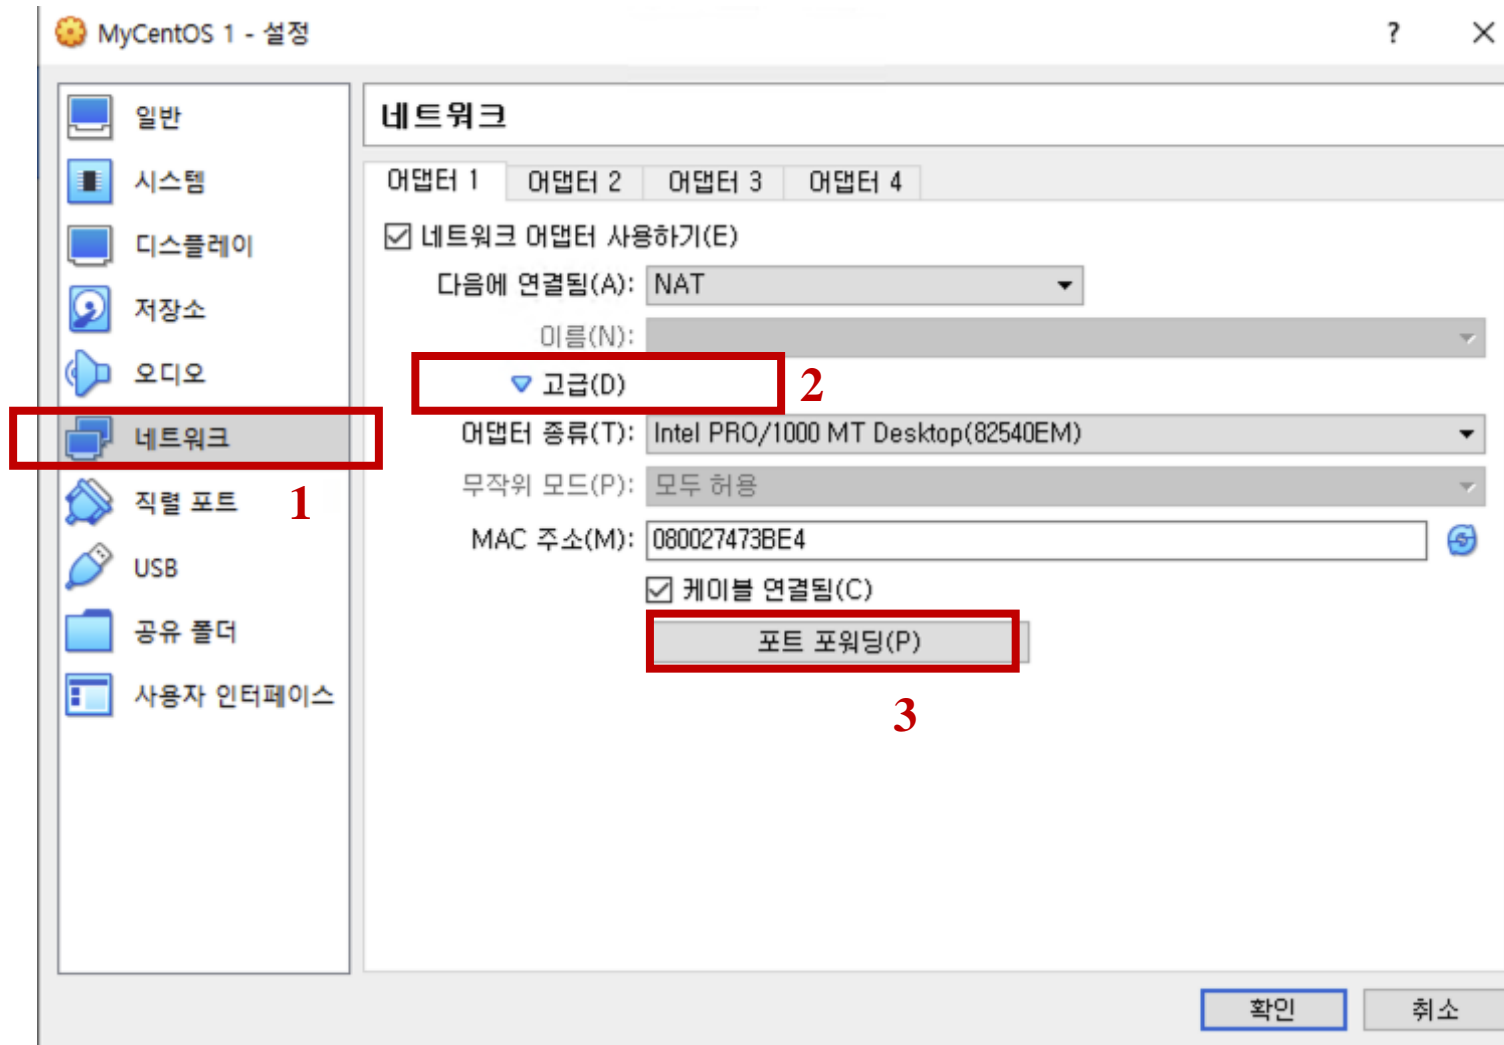 MyCentOS 1 - 설정
?
일반
시스템
디스플레이
저장소
오디오
네트워크
1
직렬 포트
USB
공유 폴더
사용자 인터페이스
네트워크
어댑터 1 어댑터 2 어댑터 3 어댑터 4
네트워크 어댑터 사용하기(E)
다음에 연결됨(A): NAT
이름(N):
고급(D) 2
어댑터 종류(T): Intel PRO/1000 MT Desktop(82540EM)
무작위 모드(P): 모두 허용
MAC 주소(M): 080027473BE4
케이블 연결됨(C)
포트 포워딩(P)
3
확인 취소